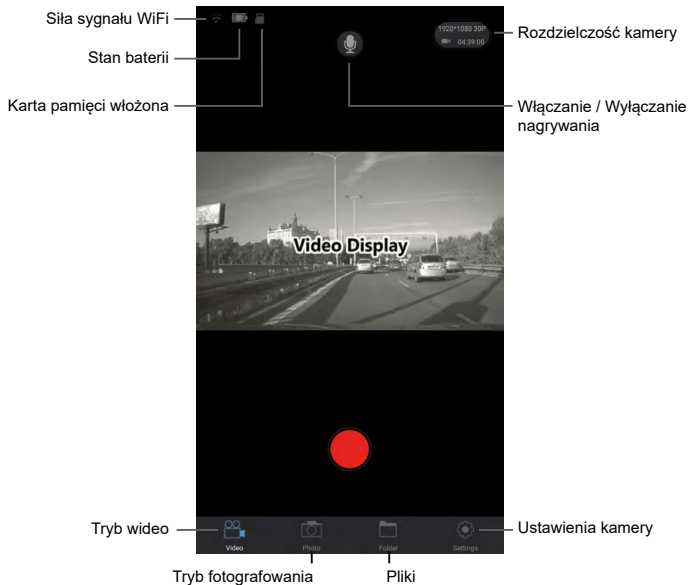 Siła sygnału WiFi
Stan baterii
Karta pamięci włożona
1920*1080 30P
04:39:00
Rozdzielczość kamery
Włączanie / Wyłączanie
nagrywania
Video Display
Tryb wideo
Video
Photo
Folder
Settings
Ustawienia kamery
Tryb fotografowania
Pliki